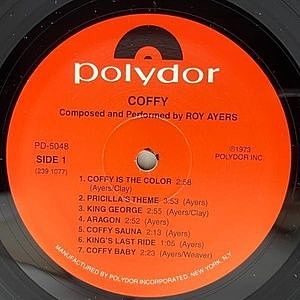 polydor
COFFY
Composed and Performed by ROY AYERS
PD-5048
SIDE 1
(239 1077)
℗1973
POLYDOR INC
1. COFFY IS THE COLOR 2:58
(Ayers/Clay)
2. PRICILLA'S THEME 3:53 (Ayers)
3. KING GEORGE 2:55 (Ayers/Clay)
4. ARAGON 2:52 (Ayers)
5. COFFY SAUNA 2:13 (Ayers)
6. KING'S LAST RIDE 1:05 (Ayers)
7. COFFY BABY 2:23 (Ayers/Weaver)
MANUFACTURED BY POLYDOR INCORPORATED, NEW YORK, N.Y.